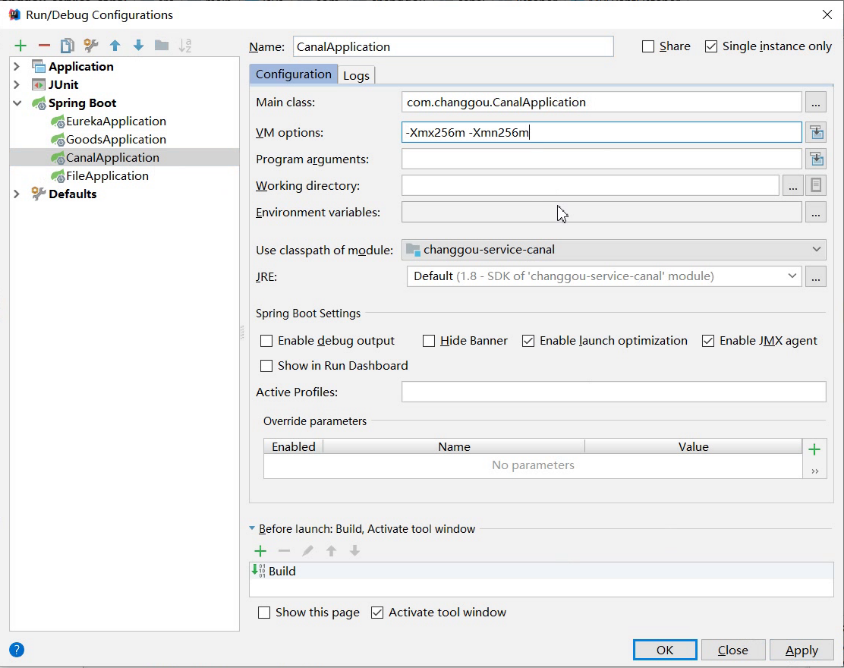 Run/Debug Configurations
Name: CanalApplication Share Single instance only
Application
JUnit
Spring Boot
EurekaApplication
GoodsApplication
CanalApplication
FileApplication
Defaults
Configuration Logs
Main class: com.changgou.CanalApplication ...
VM options: -Xmx256m -Xmn256m
Program arguments:
Working directory: ...
Environment variables: ...
Use classpath of module: changgou-service-canal
JRE: Default (1.8 - SDK of 'changgou-service-canal' module) ...
Spring Boot Settings
Enable debug output Hide Banner Enable launch optimization Enable JMX agent
Show in Run Dashboard
Active Profiles:
Override parameters
Enabled Name Value
No parameters
Before launch: Build, Activate tool window
Build
Show this page Activate tool window
? OK Close Apply